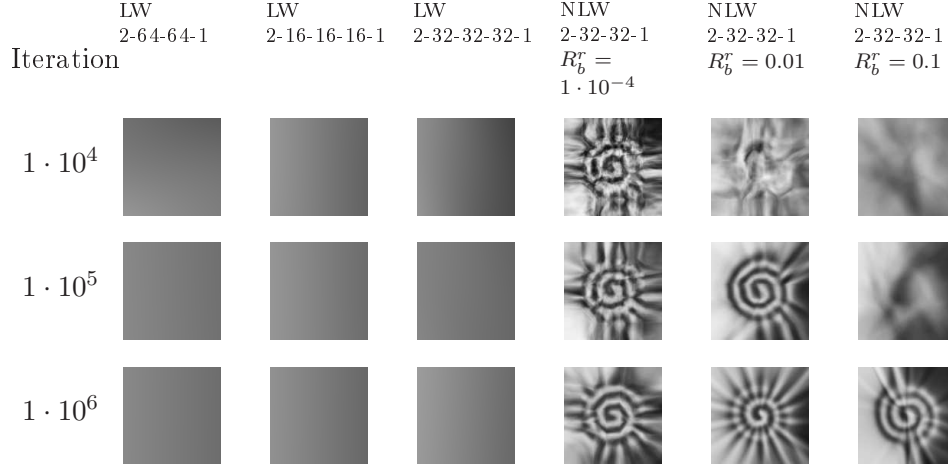 LW
2-64-64-1
LW
2-16-16-16-1
LW
2-32-32-32-1
NLW
2-32-32-1
R_b^r =
1 · 10^{-4}
NLW
2-32-32-1
R_b^r = 0.01
NLW
2-32-32-1
R_b^r = 0.1
Iteration
1 · 10^4
1 · 10^5
1 · 10^6